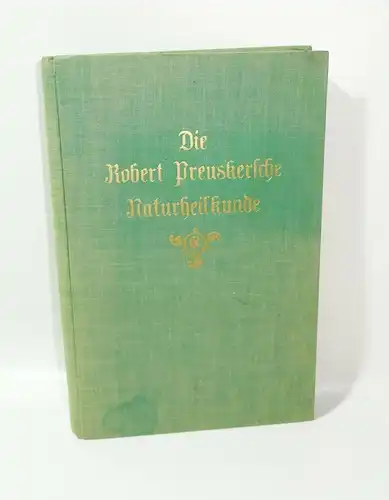 Die
Robert Preuskersche
Naturheilkunde